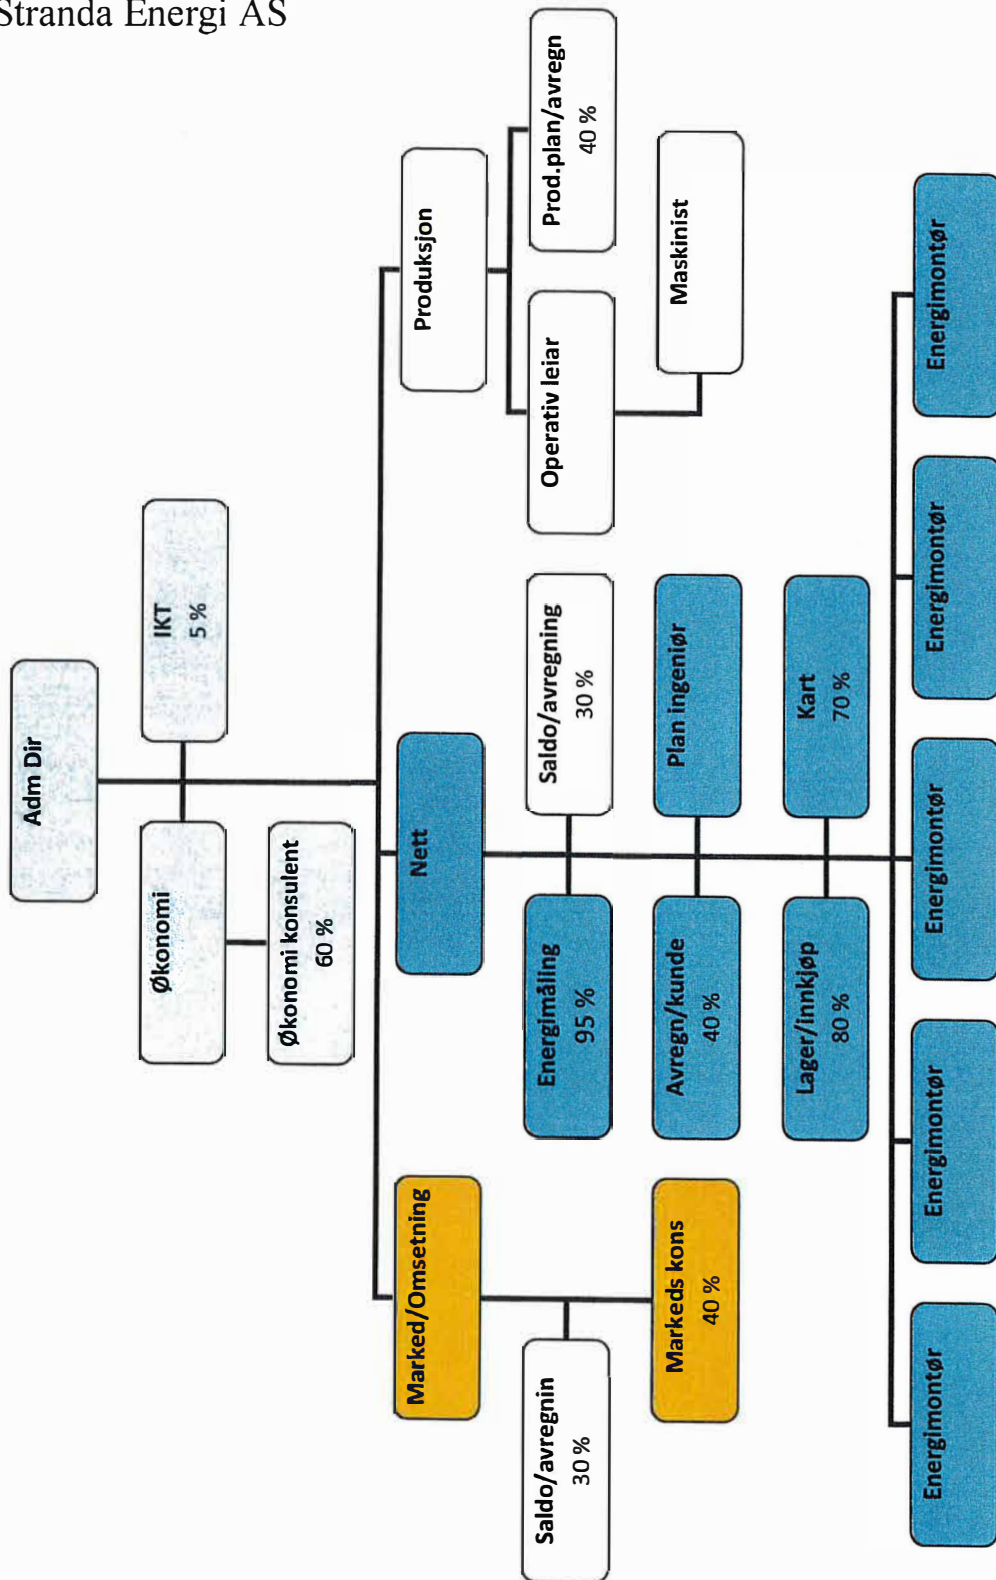 Stranda Energi AS
Adm Dir
Økonomi
IKT
5 %
Økonomi konsulent
60 %
Marked/Omsetning
Nett
Produksjon
Saldo/avregnin
30 %
Markeds kons
40 %
Energimåling
95 %
Saldo/avregning
30 %
Avregn/kunde
40 %
Plan ingeniør
Lager/innkjøp
80 %
Kart
70 %
Operativ leiar
Prod.plan/avregn
40 %
Maskinist
Energimontør
Energimontør
Energimontør
Energimontør
Energimontør